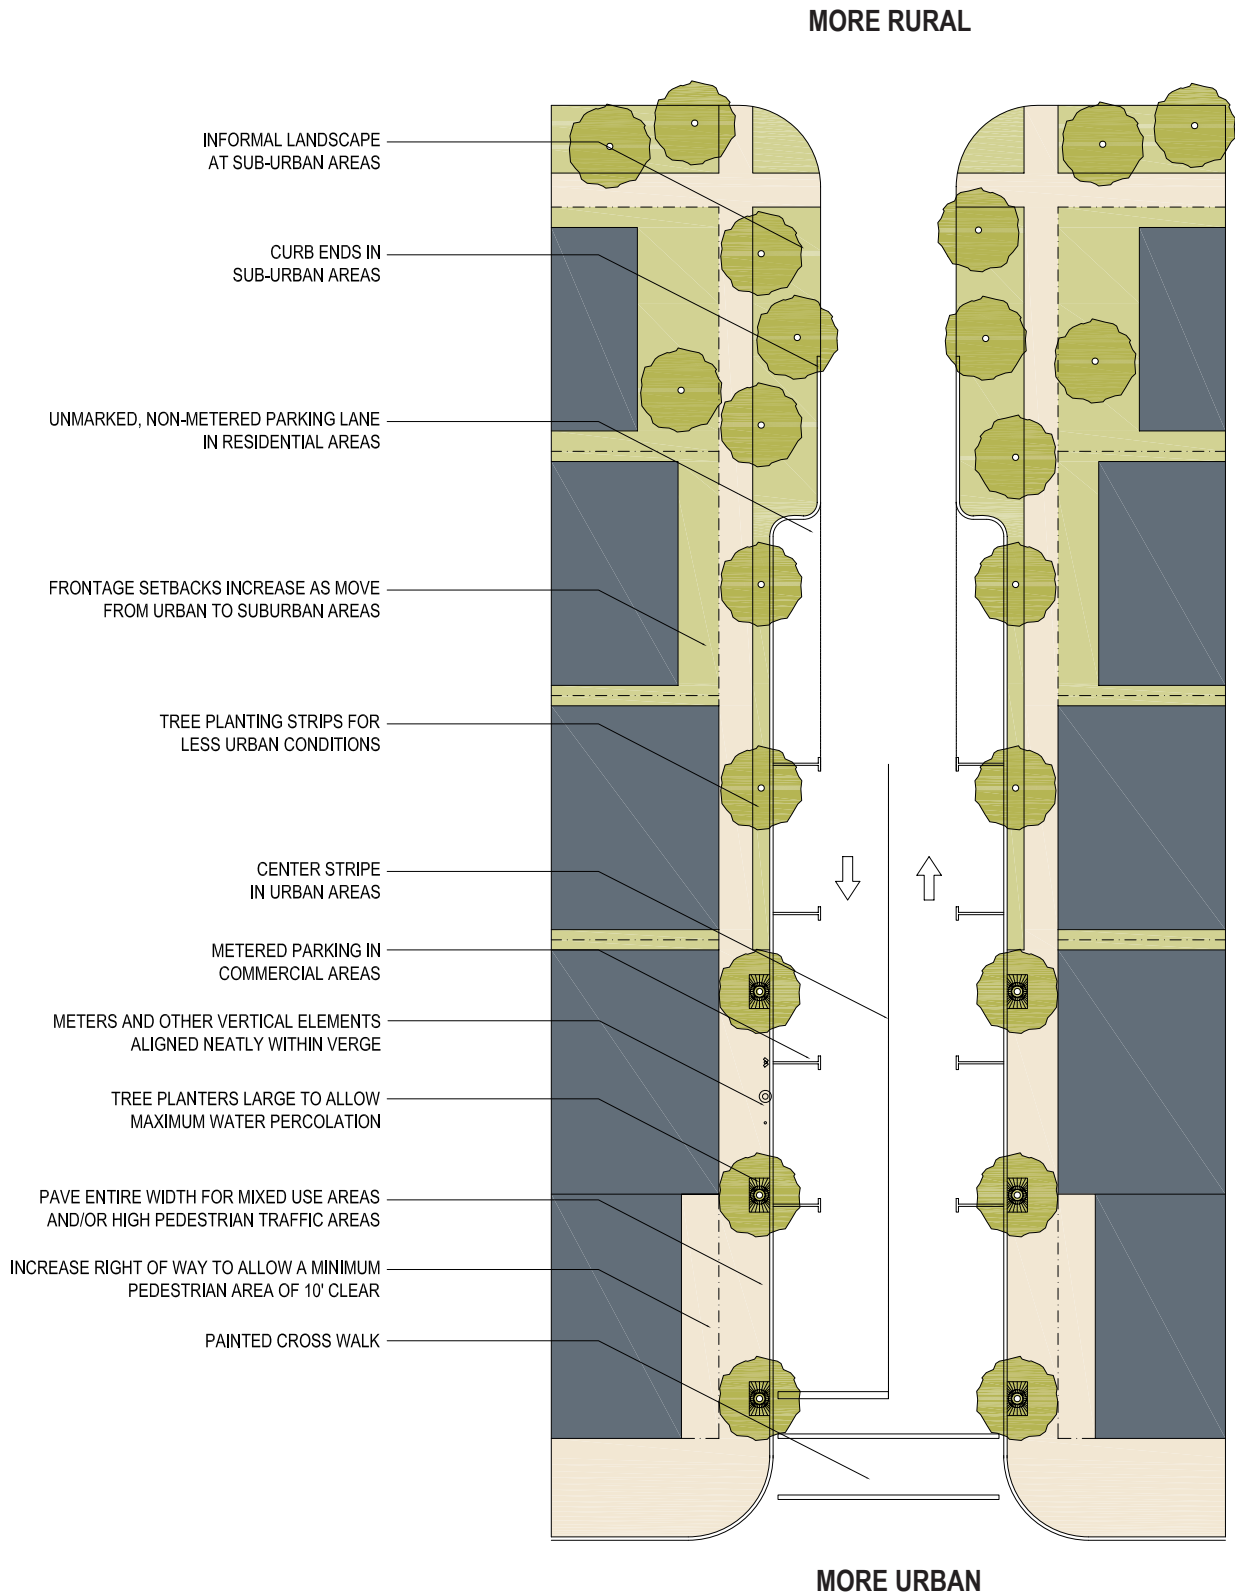 MORE RURAL
INFORMAL LANDSCAPE
AT SUB-URBAN AREAS
CURB ENDS IN
SUB-URBAN AREAS
UNMARKED, NON-METERED PARKING LANE
IN RESIDENTIAL AREAS
FRONTAGE SETBACKS INCREASE AS MOVE
FROM URBAN TO SUBURBAN AREAS
TREE PLANTING STRIPS FOR
LESS URBAN CONDITIONS
CENTER STRIPE
IN URBAN AREAS
METERED PARKING IN
COMMERCIAL AREAS
METERS AND OTHER VERTICAL ELEMENTS
ALIGNED NEATLY WITHIN VERGE
TREE PLANTERS LARGE TO ALLOW
MAXIMUM WATER PERCOLATION
PAVE ENTIRE WIDTH FOR MIXED USE AREAS
AND/OR HIGH PEDESTRIAN TRAFFIC AREAS
INCREASE RIGHT OF WAY TO ALLOW A MINIMUM
PEDESTRIAN AREA OF 10' CLEAR
PAINTED CROSS WALK
MORE URBAN